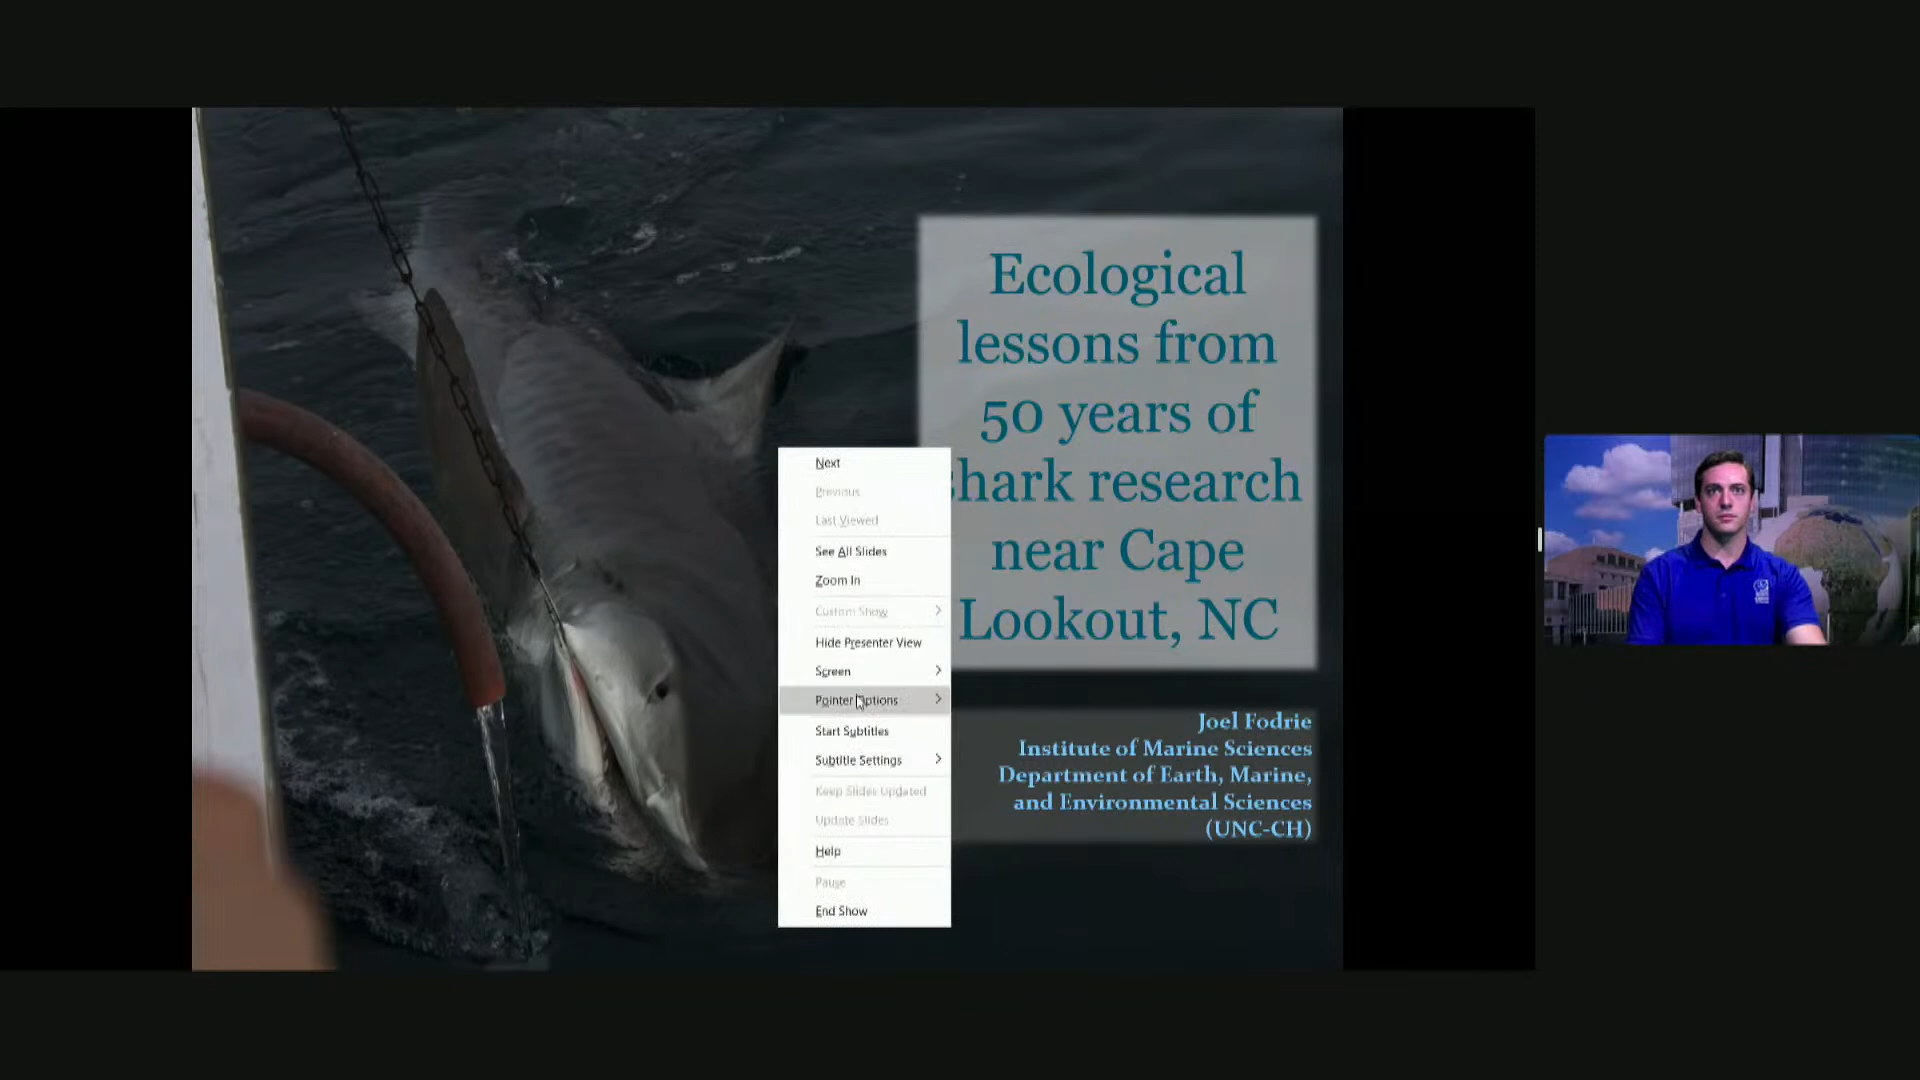 Ecological
lessons from
50 years of
hark research
near Cape
Lookout, NC
Joel Fodrie
Institute of Marine Sciences
Department of Earth, Marine,
and Environmental Sciences
(UNC-CH)
Next
Previous
Last Viewed
See All Slides
Zoom In
Custom Show
Hide Presenter View
Screen
Pointer Options
Start Subtitles
Subtitle Settings
Keep Slides Updated
Update Slides
Help
Pause
End Show